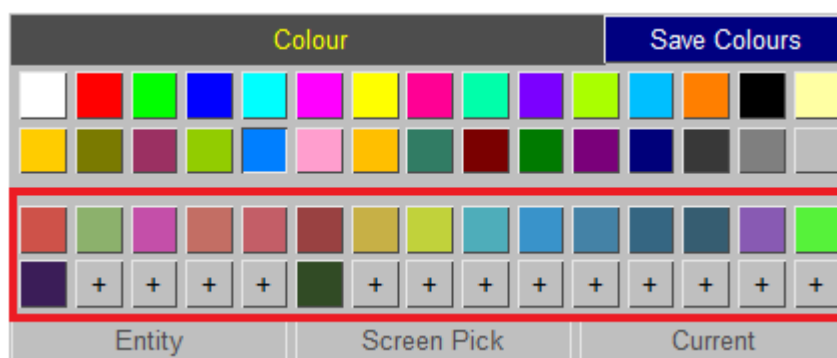 Colour Save Colours
+ + + + + + + + + + + + +
Entity Screen Pick Current